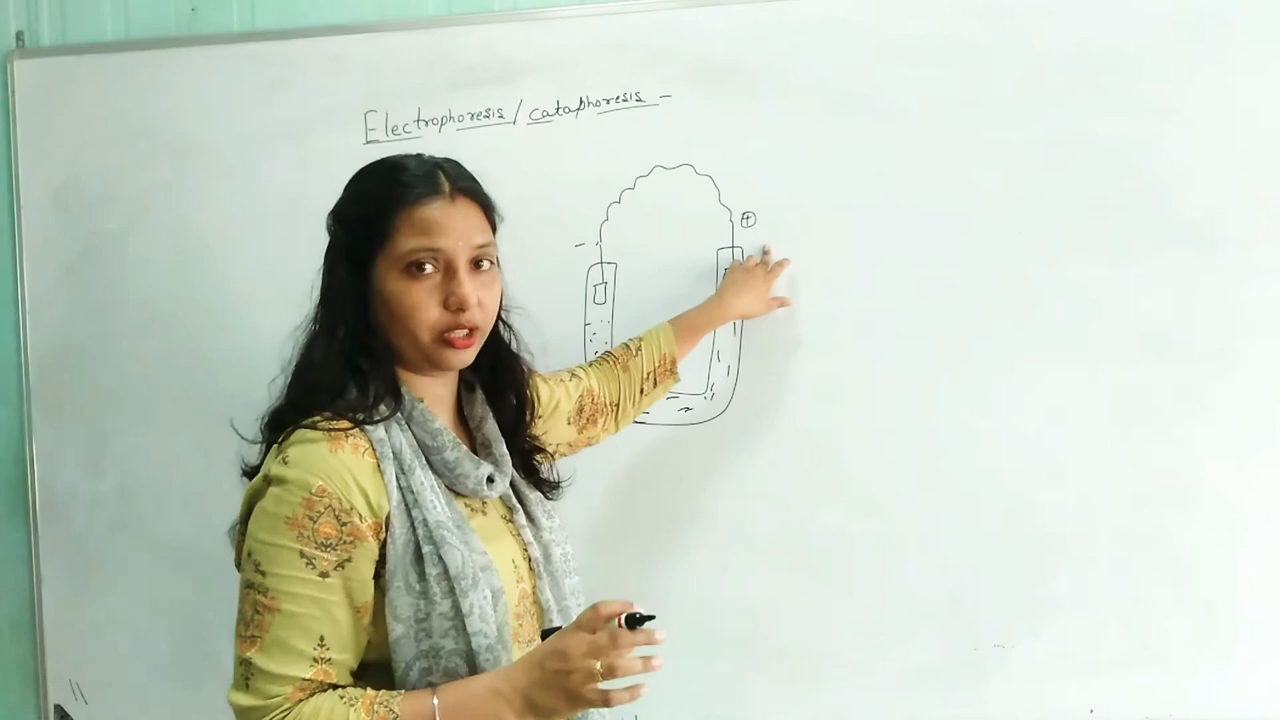 Electrophoresis / cataphoresis –
– +